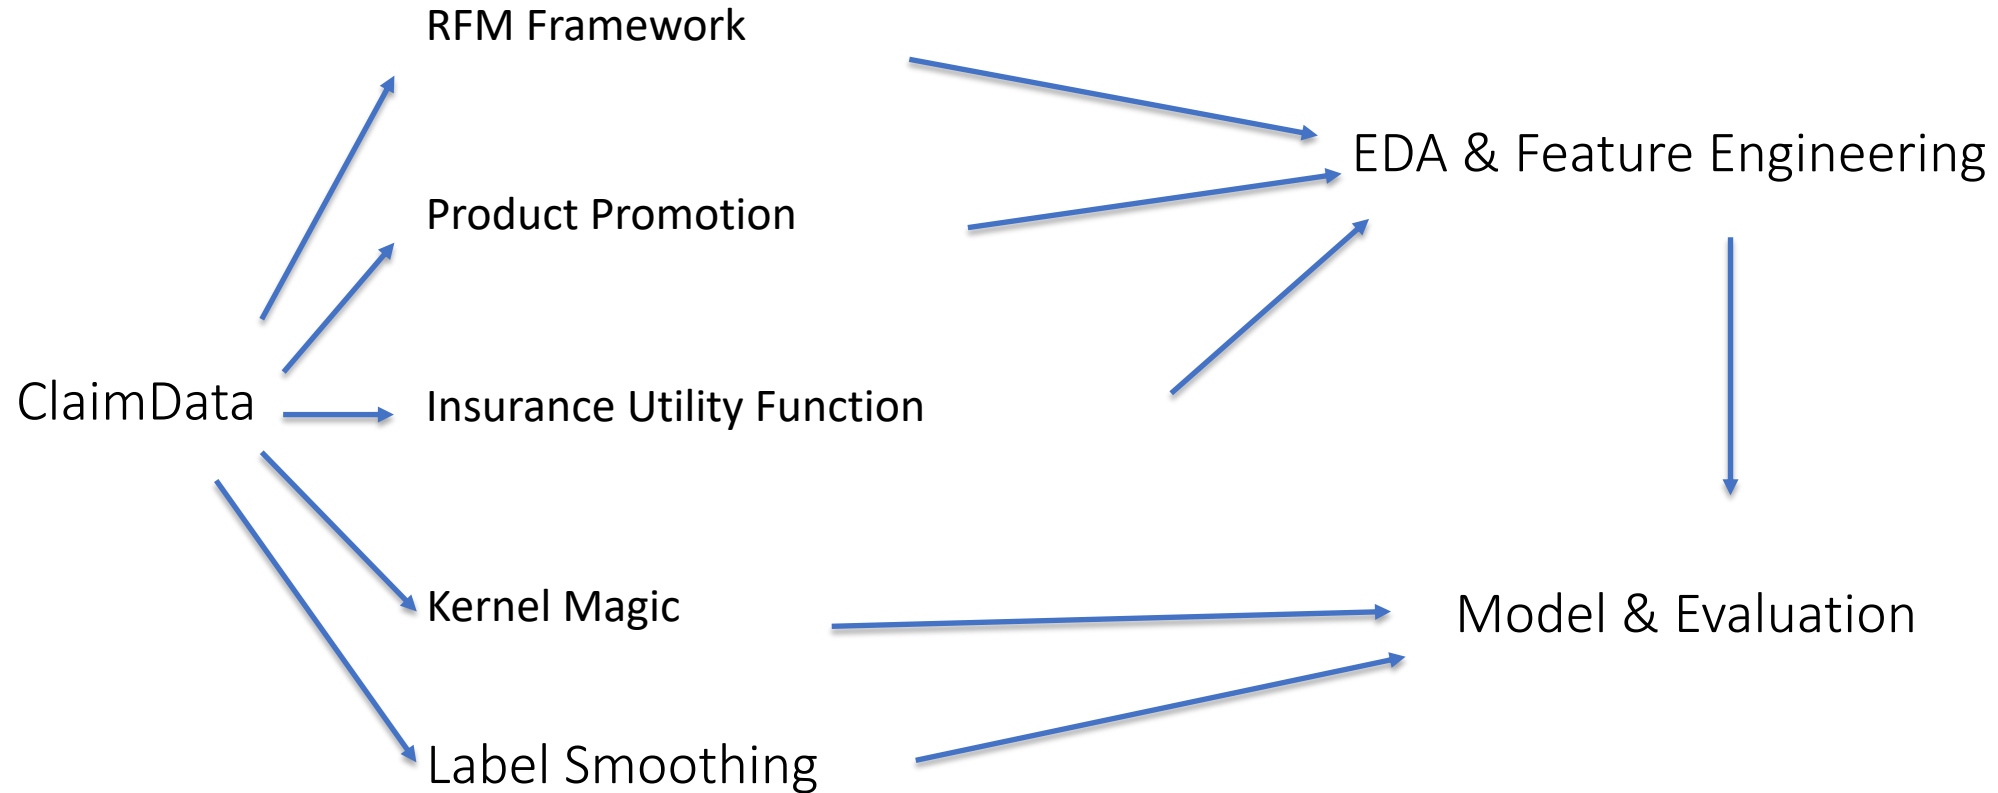 RFM Framework
EDA & Feature Engineering
Product Promotion
ClaimData
Insurance Utility Function
Kernel Magic
Model & Evaluation
Label Smoothing